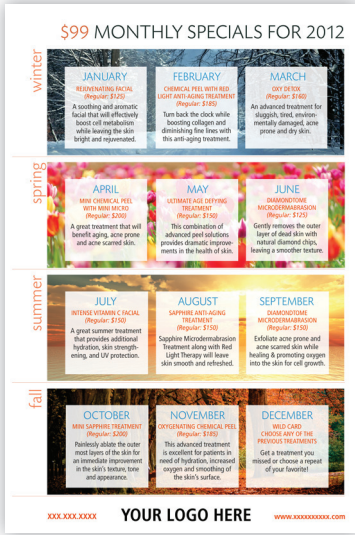 $99 MONTHLY SPECIALS FOR 2012
winter
JANUARY
REJUVENATING FACIAL
(Regular: $125)
A soothing and aromatic
facial that will effectively
boost cell metabolism
while leaving the skin
bright and rejuvenated.
FEBRUARY
CHEMICAL PEEL WITH RED
LIGHT ANTI-AGING TREATMENT
(Regular: $185)
Turn back the clock while
boosting collagen and
diminishing fine lines with
this anti-aging treatment.
MARCH
OXY DETOX
(Regular: $160)
An advanced treatment for
sluggish, tired, environ-
mentally damaged, acne
prone and dry skin.
spring
APRIL
MINI CHEMICAL PEEL
WITH MINI MICRO
(Regular: $200)
A great treatment that will
benefit aging, acne prone
and acne scarred skin.
MAY
ULTIMATE AGE DEFYING
TREATMENT
(Regular: $150)
This combination of
advanced peel solutions
provides dramatic improve-
ments in the health of skin.
JUNE
DIAMONDTOME
MICRODERMABRASION
(Regular: $125)
Gently removes the outer
layer of dead skin with
natural diamond chips,
leaving a smoother texture.
summer
JULY
INTENSE VITAMIN C FACIAL
(Regular: $150)
A great summer treatment
that provides additional
hydration, skin strength-
ening, and UV protection.
AUGUST
SAPPHIRE ANTI-AGING
TREATMENT
(Regular: $150)
Sapphire Microdermabrasion
Treatment along with Red
Light Therapy will leave
skin smooth and refreshed.
SEPTEMBER
DIAMONDTOME
MICRODERMABRASION
(Regular: $150)
Exfoliate acne prone and
acne scarred skin while
healing & promoting oxygen
into the skin for cell growth.
fall
OCTOBER
MINI SAPPHIRE TREATMENT
(Regular: $200)
Painlessly ablate the outer
most layers of the skin for
an immediate improvement
in the skin's texture, tone
and appearance.
NOVEMBER
OXYGENATING CHEMICAL PEEL
(Regular: $185)
This advanced treatment
is excellent for patients in
need of hydration, increased
oxygen and smoothing of
the skin's surface.
DECEMBER
WILD CARD
CHOOSE ANY OF THE
PREVIOUS TREATMENTS
Get a treatment you
missed or choose a repeat
of your favorite!
XXX.XXX.XXXX
YOUR LOGO HERE
www.xxxxxxxxxx.com